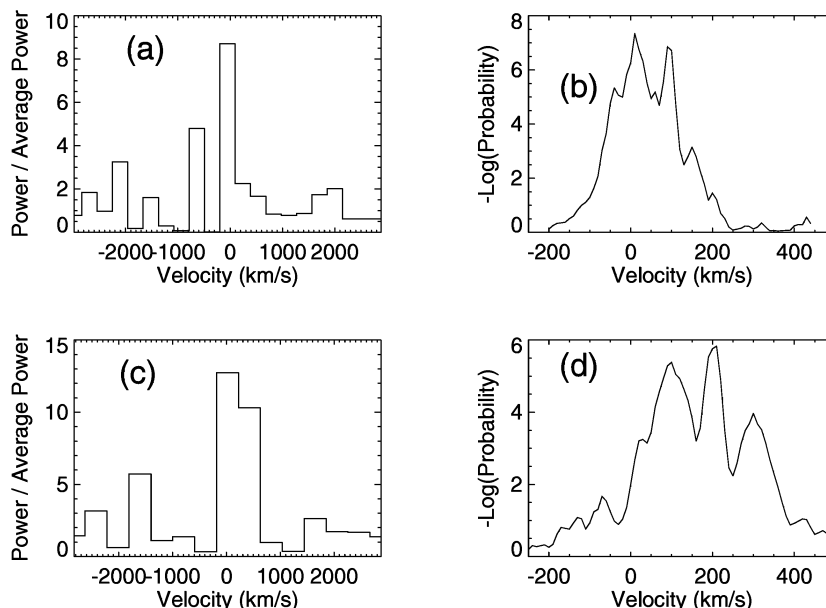 10
8
6
4
2
0
Power / Average Power
(a)
-2000 -1000 0 1000 2000
Velocity (km/s)
8
6
4
2
0
-Log(Probability)
(b)
-200 0 200 400
Velocity (km/s)
15
10
5
0
Power / Average Power
(c)
-2000 -1000 0 1000 2000
Velocity (km/s)
6
4
2
0
-Log(Probability)
(d)
-200 0 200 400
Velocity (km/s)